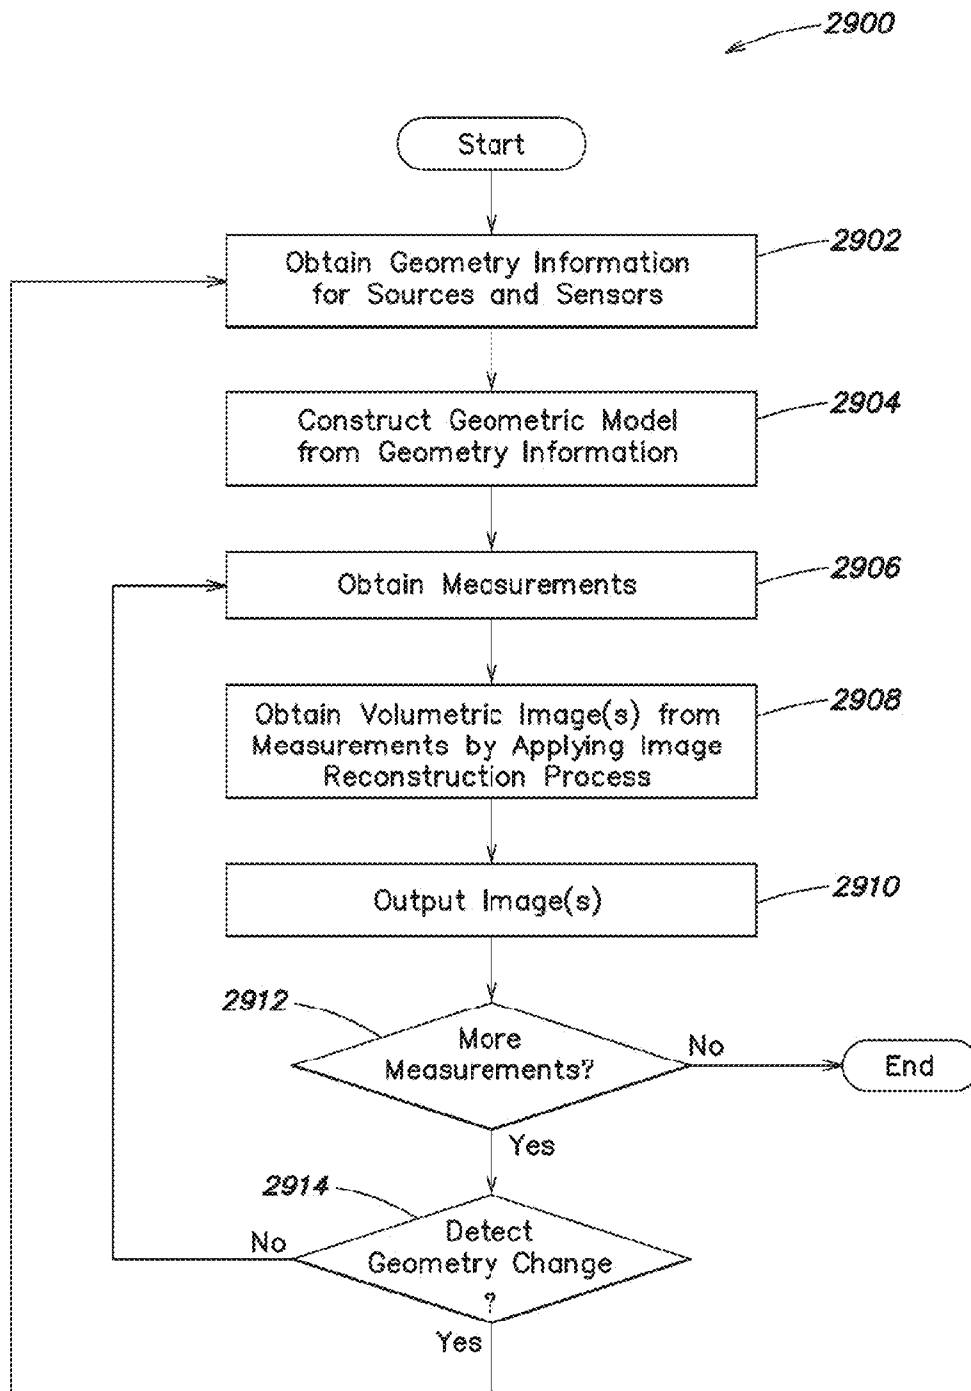 2900
Start
2902
Obtain Geometry Information
for Sources and Sensors
2904
Construct Geometric Model
from Geometry Information
2906
Obtain Measurements
2908
Obtain Volumetric Image(s) from
Measurements by Applying Image
Reconstruction Process
2910
Output Image(s)
2912
More
Measurements?
No
End
Yes
2914
Detect
Geometry Change
?
No
Yes